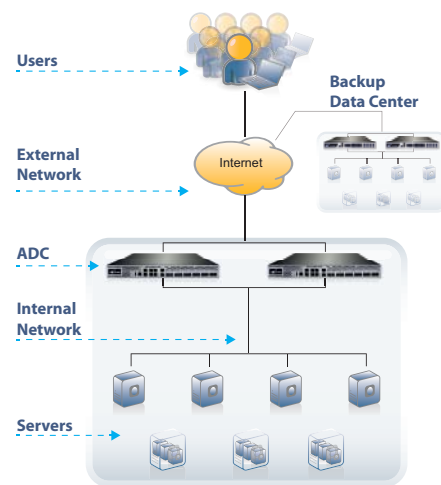 Users
Backup
Data Center
External
Network
Internet
ADC
Internal
Network
Servers